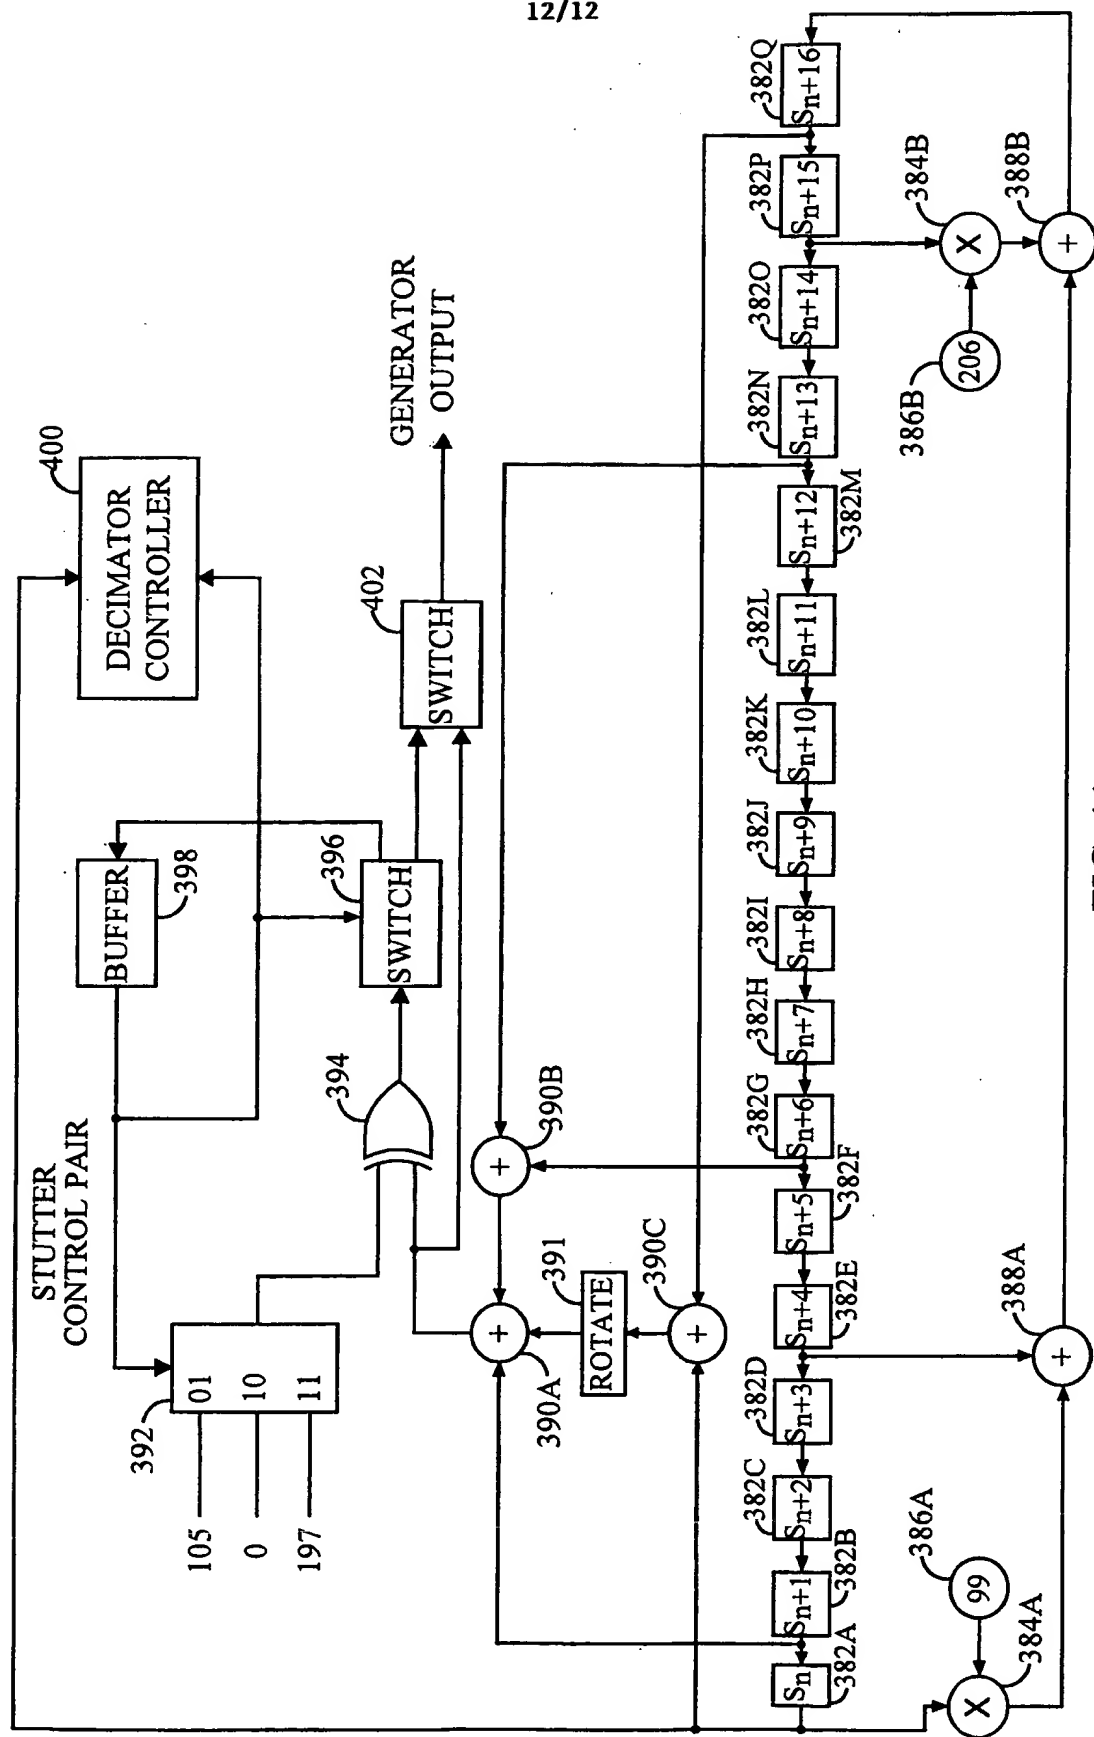 12/12
STUTTER
CONTROL PAIR
392
01
10
11
105
0
197
BUFFER
398
DECIMATOR
CONTROLLER
400
394
SWITCH
396
SWITCH
402
GENERATOR
OUTPUT
390A
390B
ROTATE
391
390C
+
+
+
Sn
382A
Sn+1
382B
Sn+2
382C
Sn+3
382D
Sn+4
382E
Sn+5
382F
Sn+6
382G
Sn+7
382H
Sn+8
382I
Sn+9
382J
Sn+10
382K
Sn+11
382L
Sn+12
382M
Sn+13
382N
Sn+14
382O
Sn+15
382P
Sn+16
382Q
99
386A
X
384A
+
388A
206
386B
X
384B
+
388B